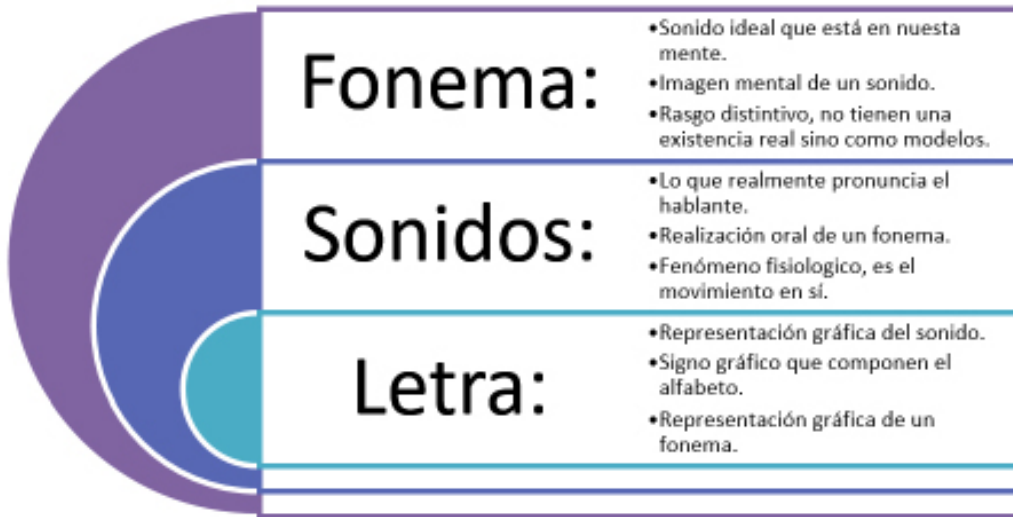 Fonema:
•Sonido ideal que está en nuesta
mente.
•Imagen mental de un sonido.
•Rasgo distintivo, no tienen una
existencia real sino como modelos.
Sonidos:
•Lo que realmente pronuncia el
hablante.
•Realización oral de un fonema.
•Fenómeno fisiologico, es el
movimiento en sí.
Letra:
•Representación gráfica del sonido.
•Signo gráfico que componen el
alfabeto.
•Representación gráfica de un
fonema.